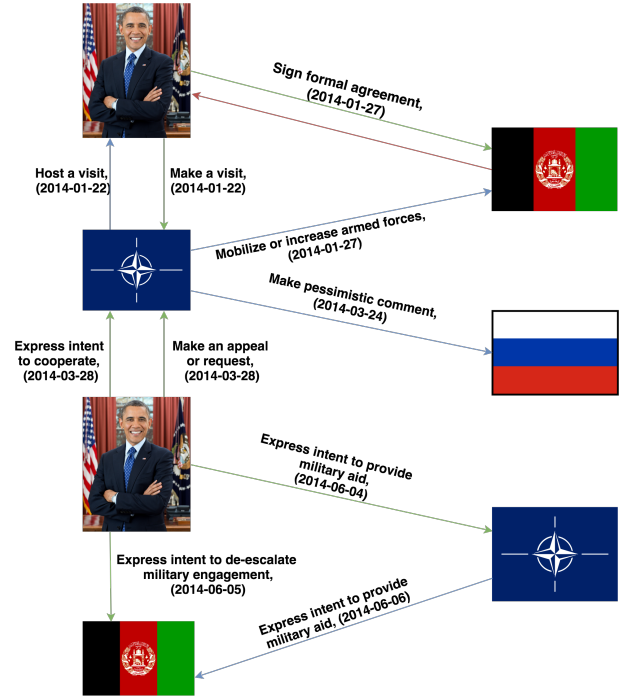 Sign formal agreement,
(2014-01-27)
Host a visit,
(2014-01-22)
Make a visit,
(2014-01-22)
Mobilize or increase armed forces,
(2014-01-27)
Make pessimistic comment,
(2014-03-24)
Express intent
to cooperate,
(2014-03-28)
Make an appeal
or request,
(2014-03-28)
Express intent to provide
military aid,
(2014-06-04)
Express intent to de-escalate
military engagement,
(2014-06-05)
Express intent to provide
military aid, (2014-06-06)